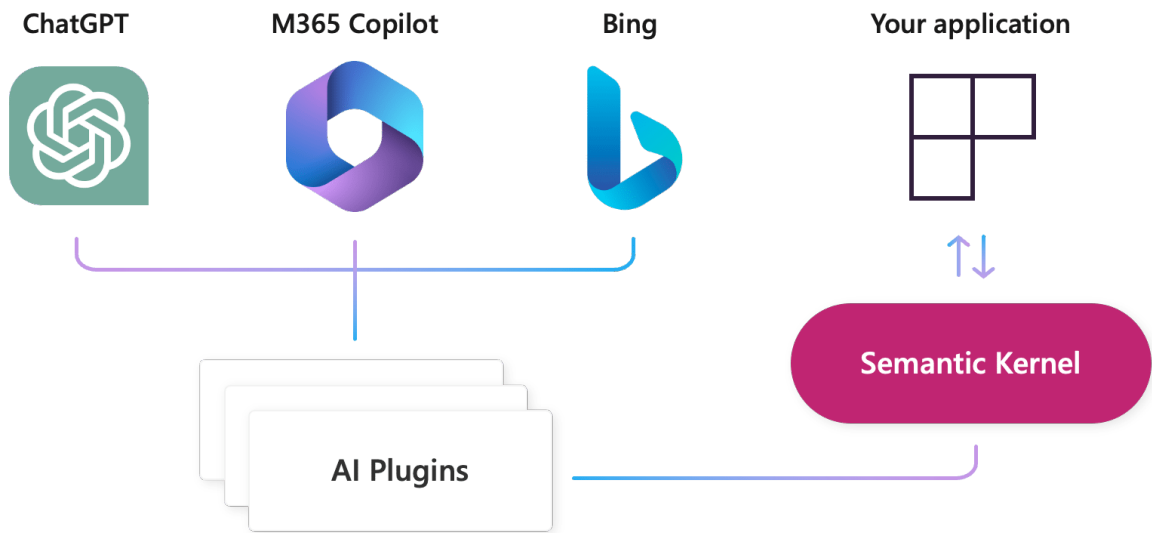 ChatGPT
M365 Copilot
Bing
Your application
Semantic Kernel
AI Plugins